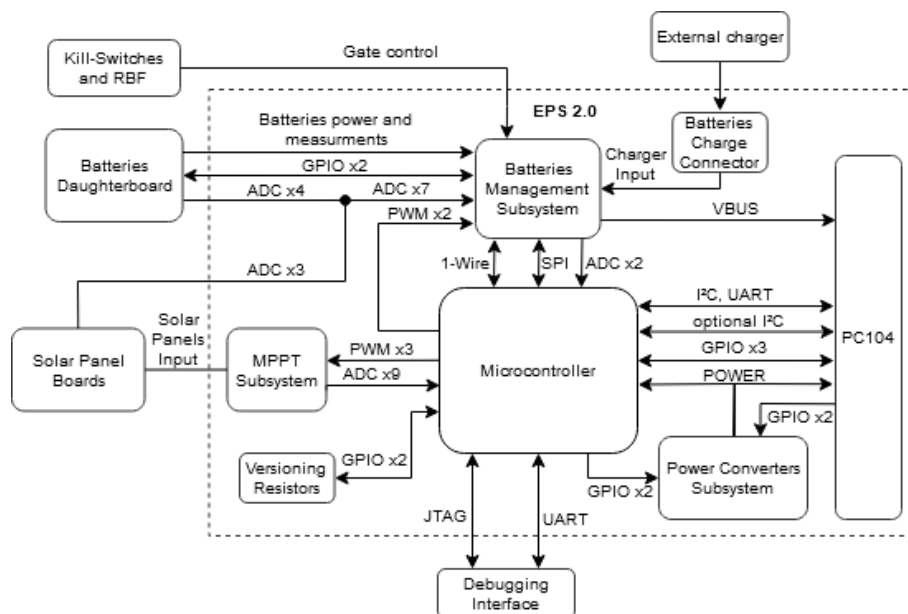 External charger
Gate control
Kill-Switches
and RBF
EPS 2.0
Batteries power and
measurments
Batteries
Charge
Connector
Batteries
Daughterboard
GPIO x2
Batteries
Management
Subsystem
Charger
Input
ADC x4
ADC x7
PWM x2
VBUS
1-Wire
SPI
ADC x2
ADC x3
I²C, UART
optional I²C
Solar
Panels
Input
Solar Panel
Boards
MPPT
Subsystem
PWM x3
ADC x9
Microcontroller
GPIO x3
POWER
PC104
GPIO x2
Versioning
Resistors
GPIO x2
GPIO x2
Power Converters
Subsystem
JTAG
UART
Debugging
Interface